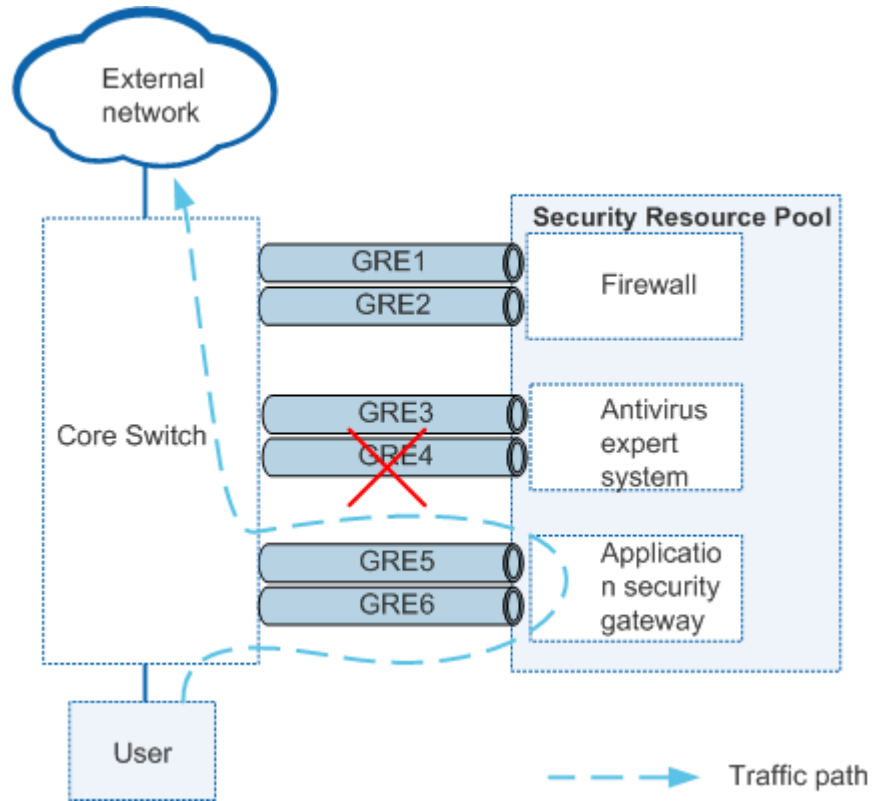 External
network
Security Resource Pool
GRE1
Firewall
GRE2
GRE3
Antivirus
expert
system
Core Switch
GRE4
GRE5
Applicatio
n security
gateway
GRE6
User
Traffic path